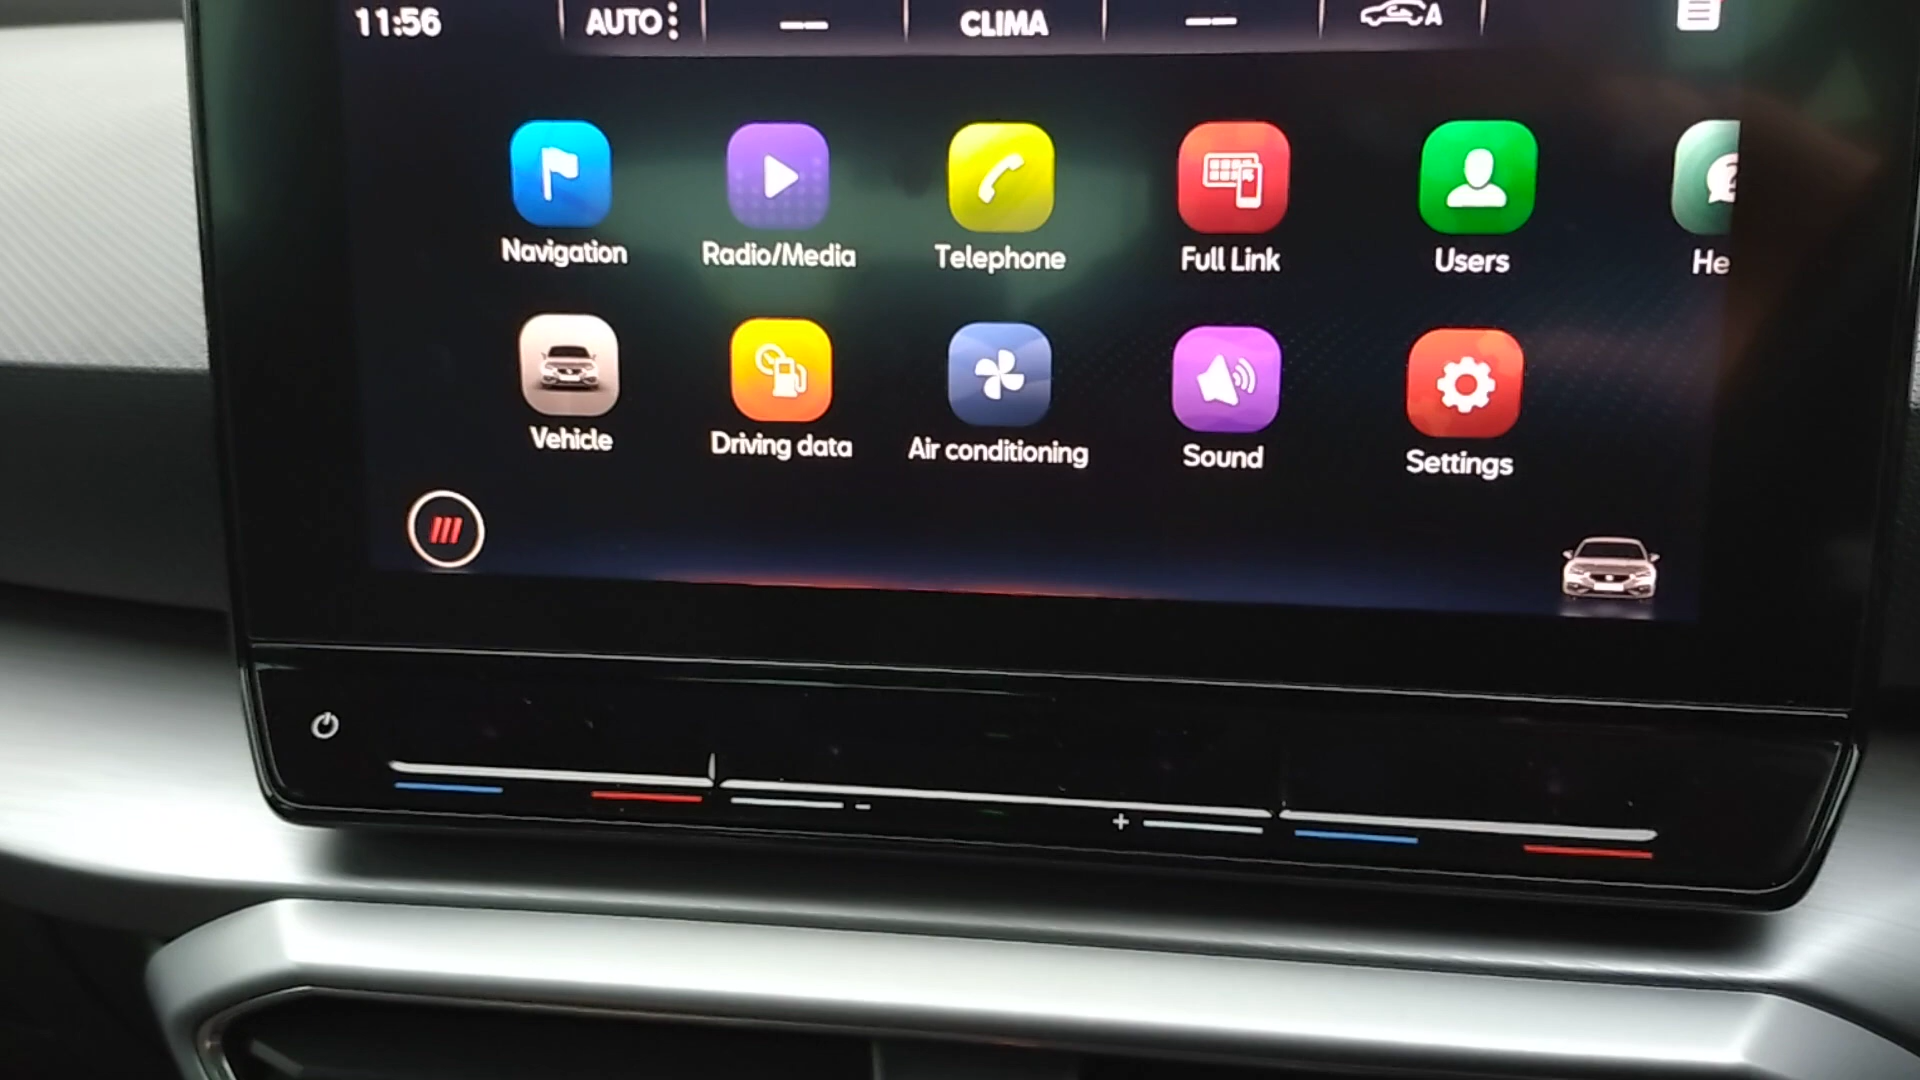 11:56 AUTO -- CLIMA -- A
Navigation Radio/Media Telephone Full Link Users He
Vehicle Driving data Air conditioning Sound Settings
- +